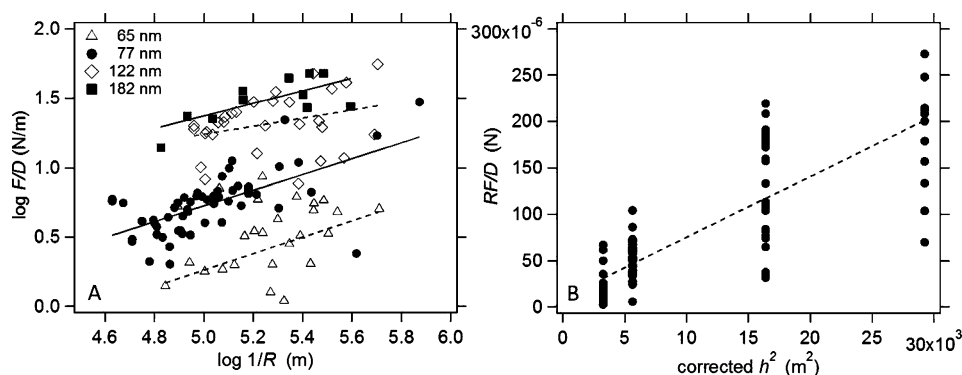 2.0
1.5
1.0
0.5
0.0
log F/D (N/m)
65 nm
77 nm
122 nm
182 nm
A
4.6 4.8 5.0 5.2 5.4 5.6 5.8 6.0
log 1/R (m)
300x10⁻⁶
250
200
150
100
50
0
RF/D (N)
B
0 5 10 15 20 25 30x10³
corrected h² (m²)